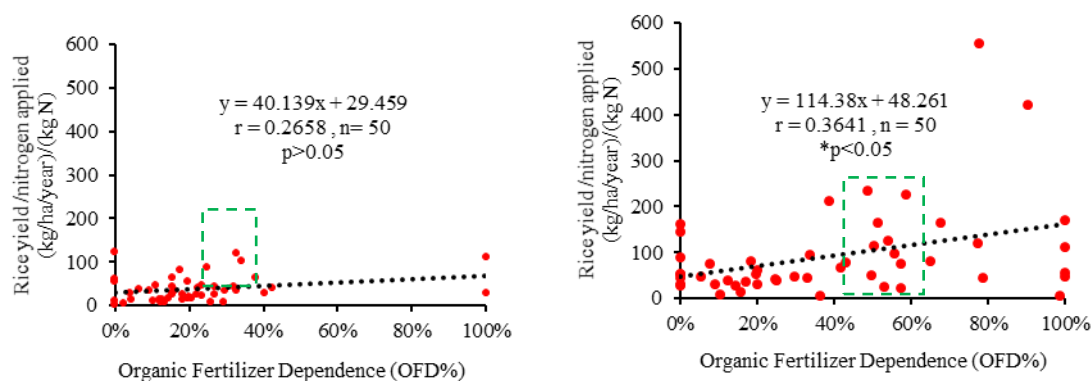 600
500
400
300
200
100
0
Rice yield /nitrogen applied
(kg/ha/year)/(kg N)
y = 40.139x + 29.459
r = 0.2658 , n= 50
p>0.05
0% 20% 40% 60% 80% 100%
Organic Fertilizer Dependence (OFD%)
600
500
400
300
200
100
0
Rice yield /nitrogen applied
(kg/ha/year)/(kg N)
y = 114.38x + 48.261
r = 0.3641 , n = 50
*p<0.05
0% 20% 40% 60% 80% 100%
Organic Fertilizer Dependence (OFD%)